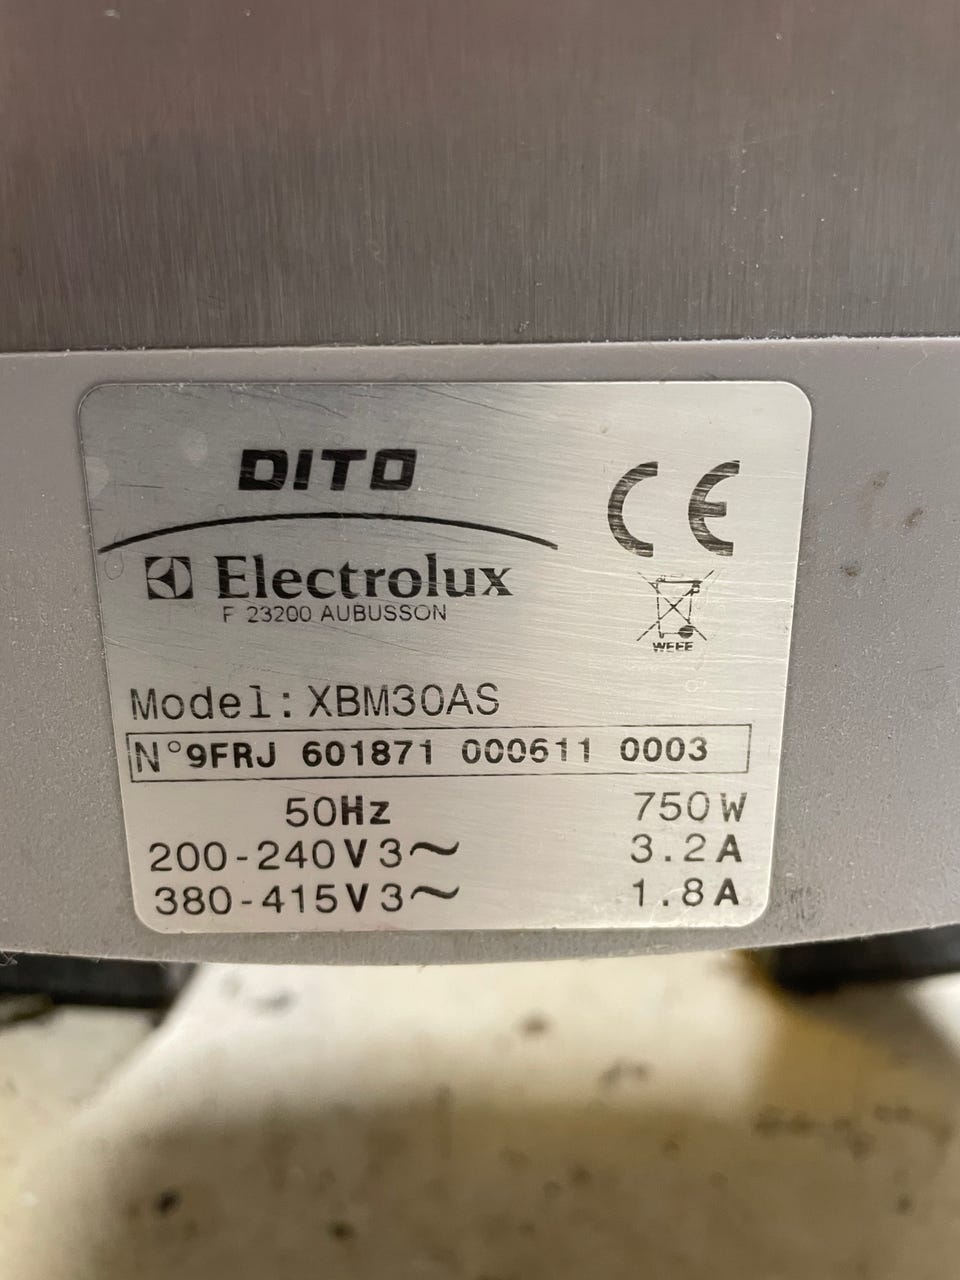 DITO
CE
Electrolux
F 23200 AUBUSSON
WEEE
Model: XBM30AS
N°9FRJ 601871 000611 0003
50Hz 750W
200-240V3~ 3.2A
380-415V3~ 1.8A